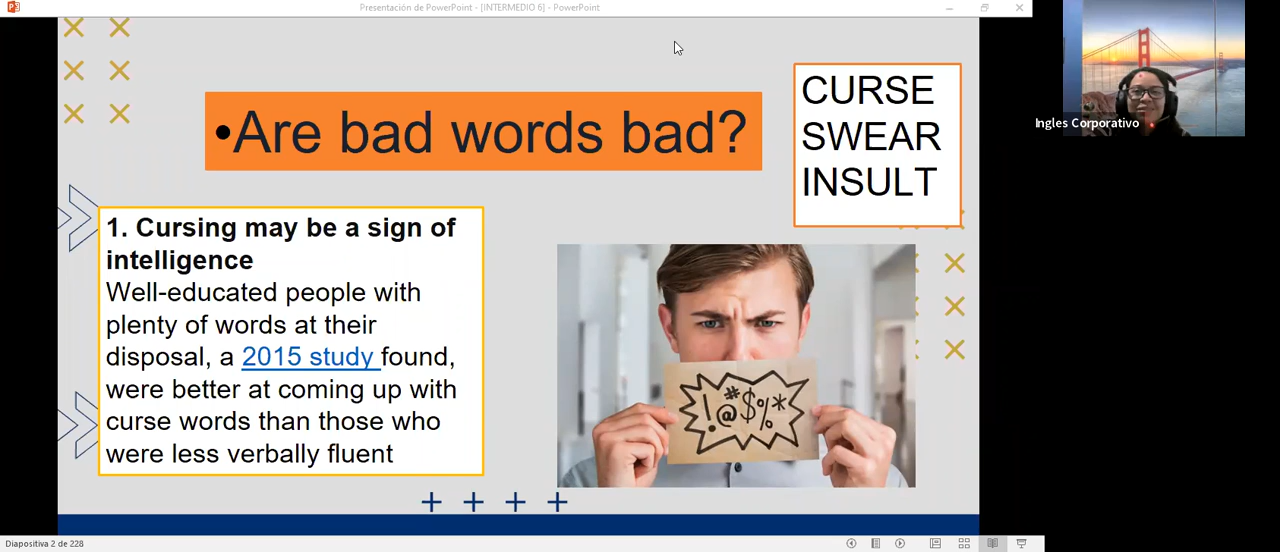 Presentación de PowerPoint - [INTERMEDIO 6] - PowerPoint
•Are bad words bad?
CURSE
SWEAR
INSULT
Ingles Corporativo
1. Cursing may be a sign of
intelligence
Well-educated people with
plenty of words at their
disposal, a 2015 study found,
were better at coming up with
curse words than those who
were less verbally fluent
!@#$%*
Diapositiva 2 de 228